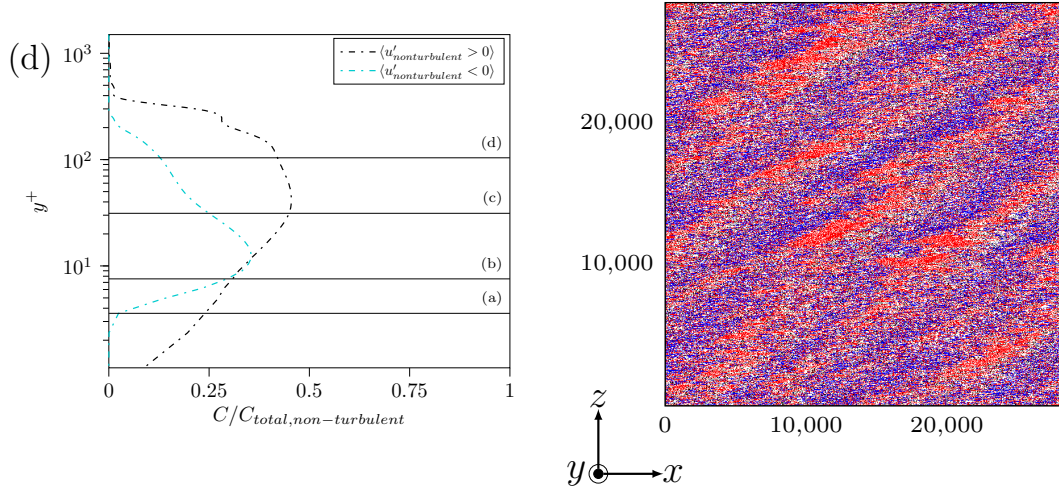 (d)
10³
10²
10¹
y⁺
⟨u′nonturbulent > 0⟩
⟨u′nonturbulent < 0⟩
(d)
(c)
(b)
(a)
0
0.25
0.5
0.75
1
C/Ctotal,non−turbulent
20,000
10,000
0
10,000
20,000
z
y
x